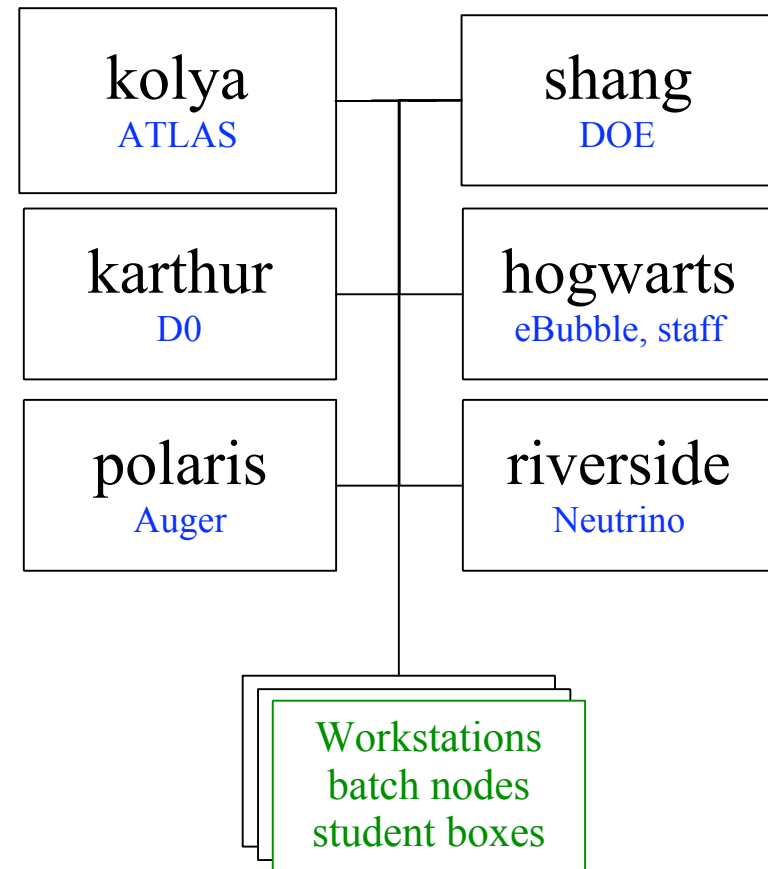 kolya
ATLAS
shang
DOE
karthur
D0
hogwarts
eBubble, staff
polaris
Auger
riverside
Neutrino
Workstations
batch nodes
student boxes